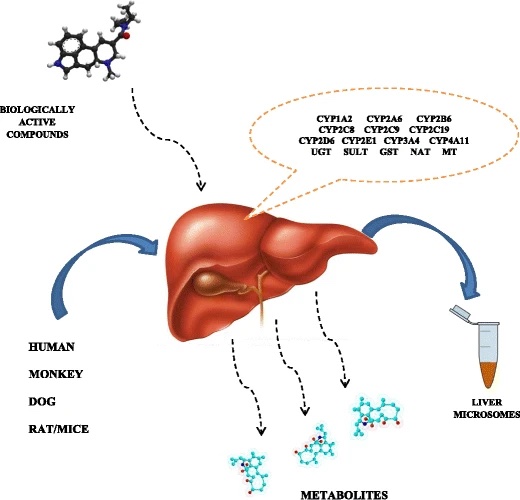 BIOLOGICALLY
ACTIVE
COMPOUNDS
CYP1A2 CYP2A6 CYP2B6
CYP2C8 CYP2C9 CYP2C19
CYP2D6 CYP2E1 CYP3A4 CYP4A11
UGT SULT GST NAT MT
HUMAN
MONKEY
DOG
RAT/MICE
LIVER
MICROSOMES
METABOLITES